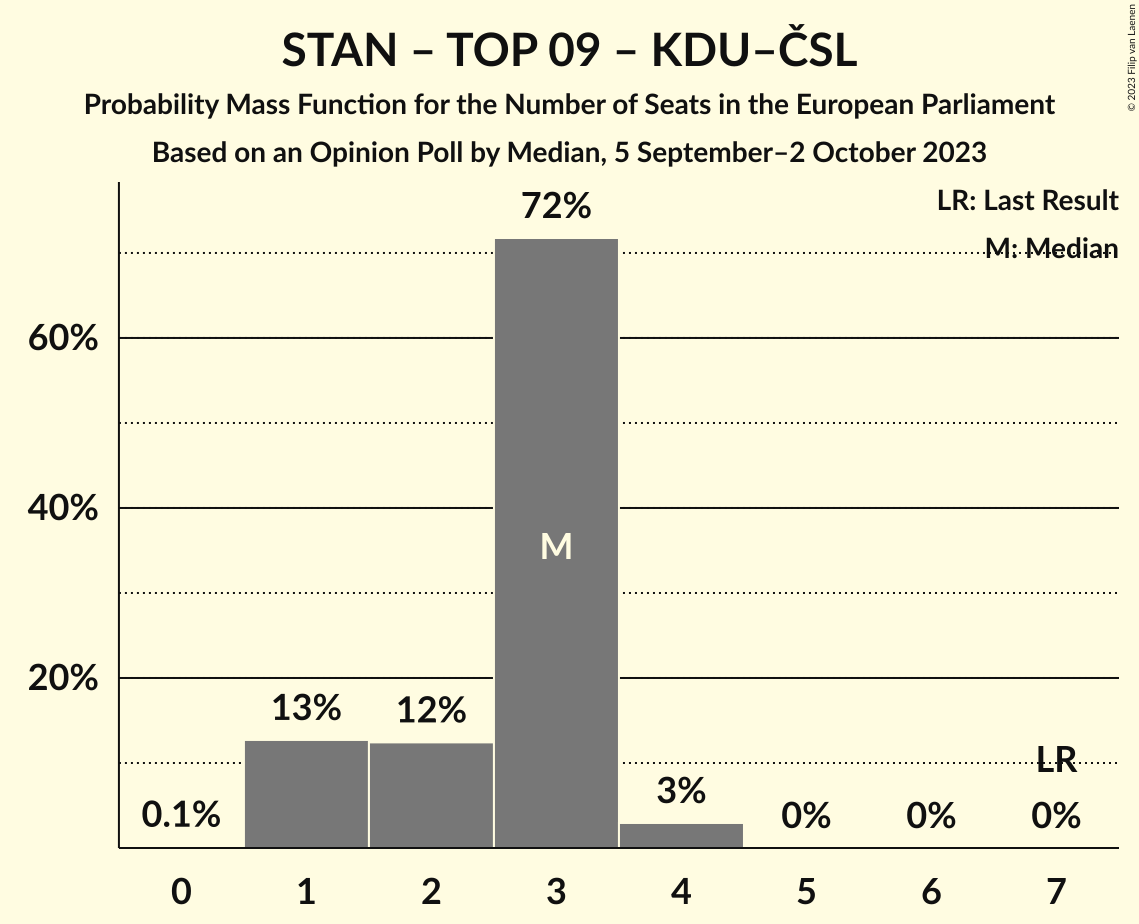 STAN – TOP 09 – KDU–ČSL
Probability Mass Function for the Number of Seats in the European Parliament
Based on an Opinion Poll by Median, 5 September–2 October 2023
© 2023 Filip van Laenen
LR: Last Result
M: Median
72%
60%
40%
M
20%
13%
12%
LR
3%
0.1%
0%
0%
0%
0 1 2 3 4 5 6 7